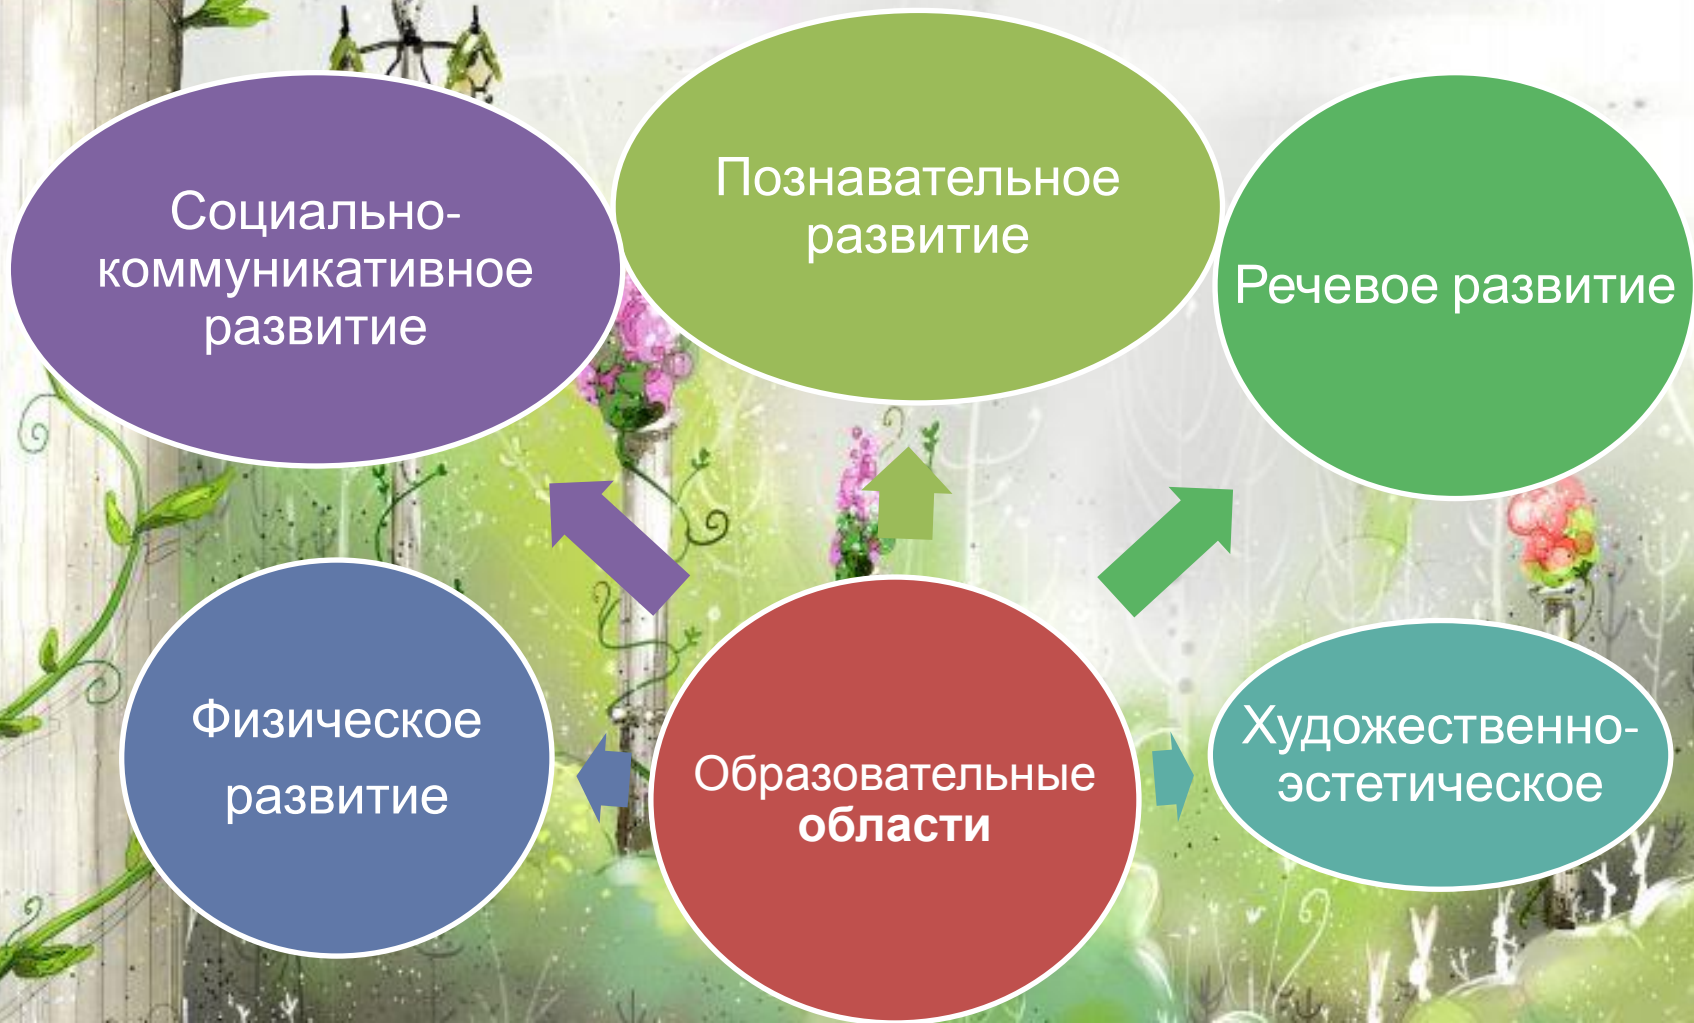 Социально-
коммуникативное
развитие
Познавательное
развитие
Речевое развитие
Физическое
развитие
Образовательные
области
Художественно-
эстетическое